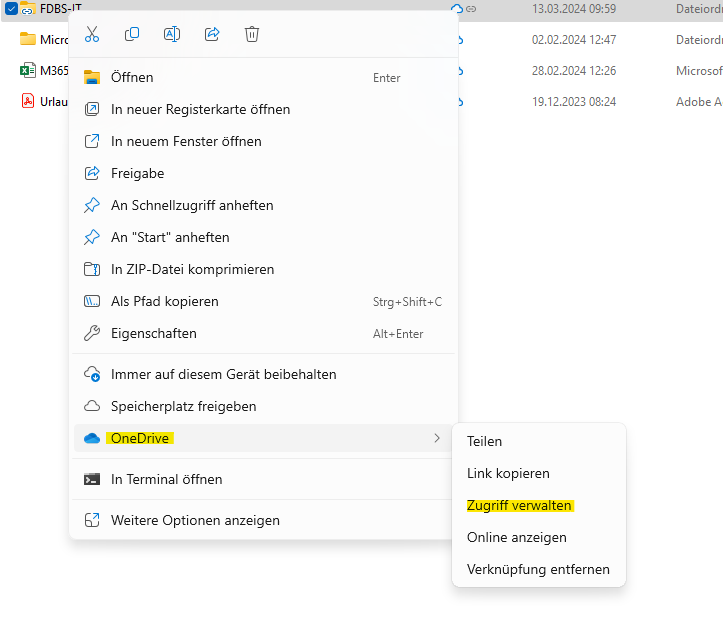 FDBS-IT 13.03.2024 09:59 Dateiord
Micro 02.02.2024 12:47 Dateiord
M365 28.02.2024 12:26 Microsof
Urlau 19.12.2023 08:24 Adobe A
Öffnen Enter
In neuer Registerkarte öffnen
In neuem Fenster öffnen
Freigabe
An Schnellzugriff anheften
An "Start" anheften
In ZIP-Datei komprimieren
Als Pfad kopieren Strg+Shift+C
Eigenschaften Alt+Enter
Immer auf diesem Gerät beibehalten
Speicherplatz freigeben
OneDrive
In Terminal öffnen
Weitere Optionen anzeigen
Teilen
Link kopieren
Zugriff verwalten
Online anzeigen
Verknüpfung entfernen